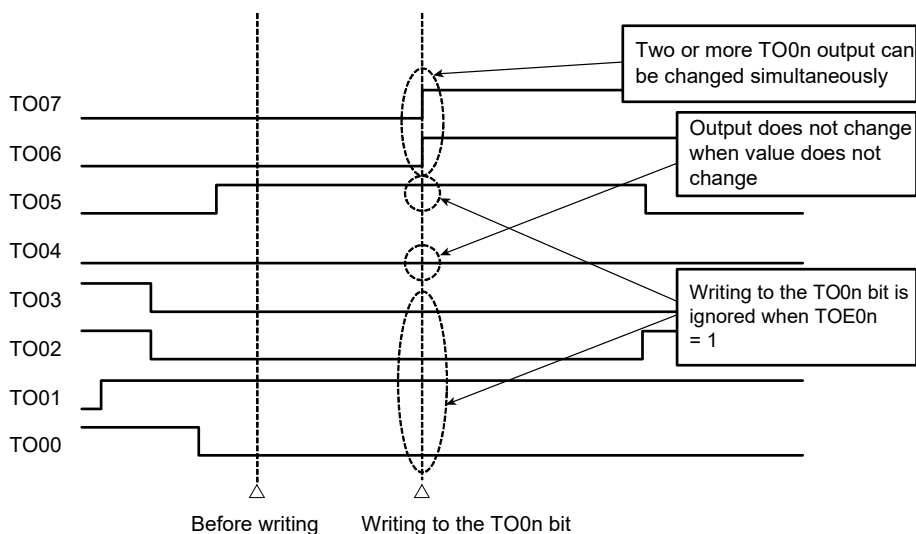 Two or more TO0n output can
be changed simultaneously
TO07
Output does not change
when value does not
change
TO06
TO05
TO04
Writing to the TO0n bit is
ignored when TOE0n
= 1
TO03
TO02
TO01
TO00
Before writing
Writing to the TO0n bit